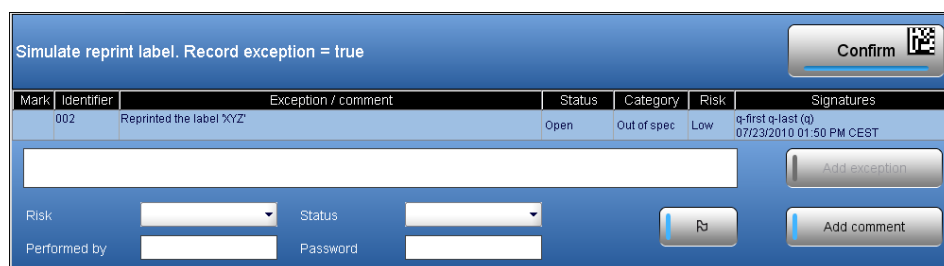 Simulate reprint label. Record exception = true
Confirm
Mark Identifier Exception / comment Status Category Risk Signatures
002 Reprinted the label 'XYZ' Open Out of spec Low q-first q-last (q)
07/23/2010 01:50 PM CEST
Add exception
Risk Status
Add comment
Performed by Password